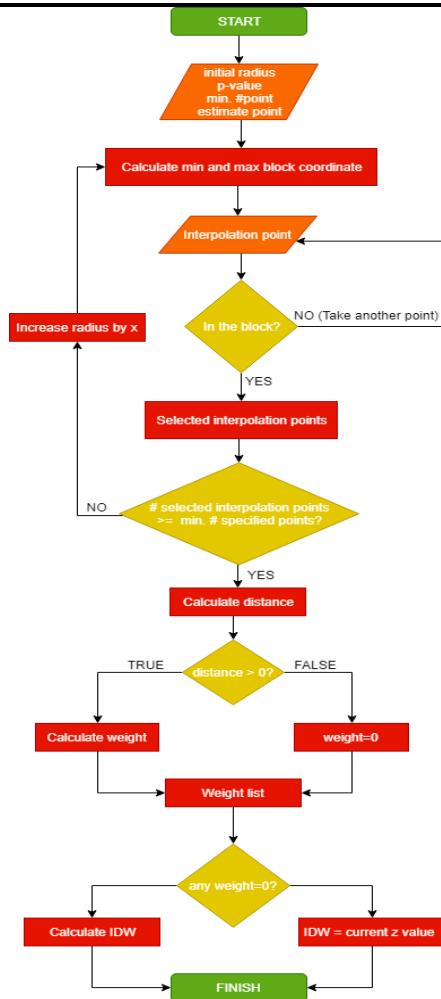 START
initial radius
p-value
min. #point
estimate point
Calculate min and max block coordinate
Interpolation point
In the block?
NO (Take another point)
Increase radius by x
YES
Selected interpolation points
# selected interpolation points
>= min. # specified points?
NO
YES
Calculate distance
TRUE
distance > 0?
FALSE
Calculate weight
weight=0
Weight list
any weight=0?
Calculate IDW
IDW = current z value
FINISH